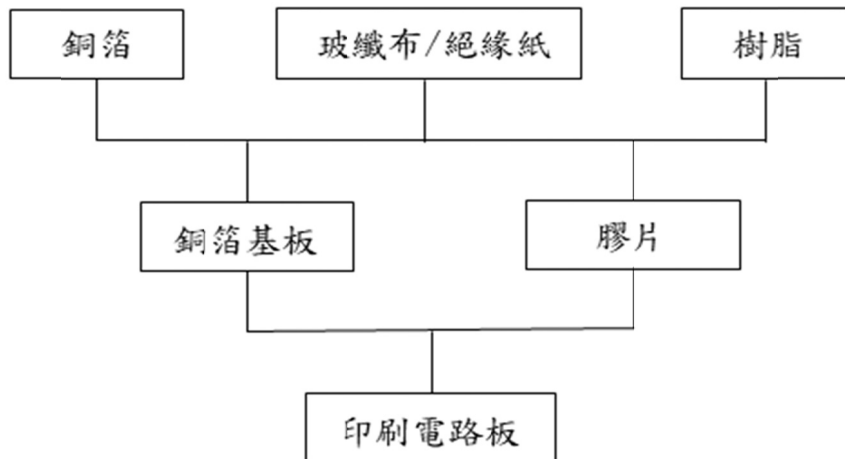 銅箔
玻纖布/絕緣紙
樹脂
銅箔基板
膠片
印刷電路板